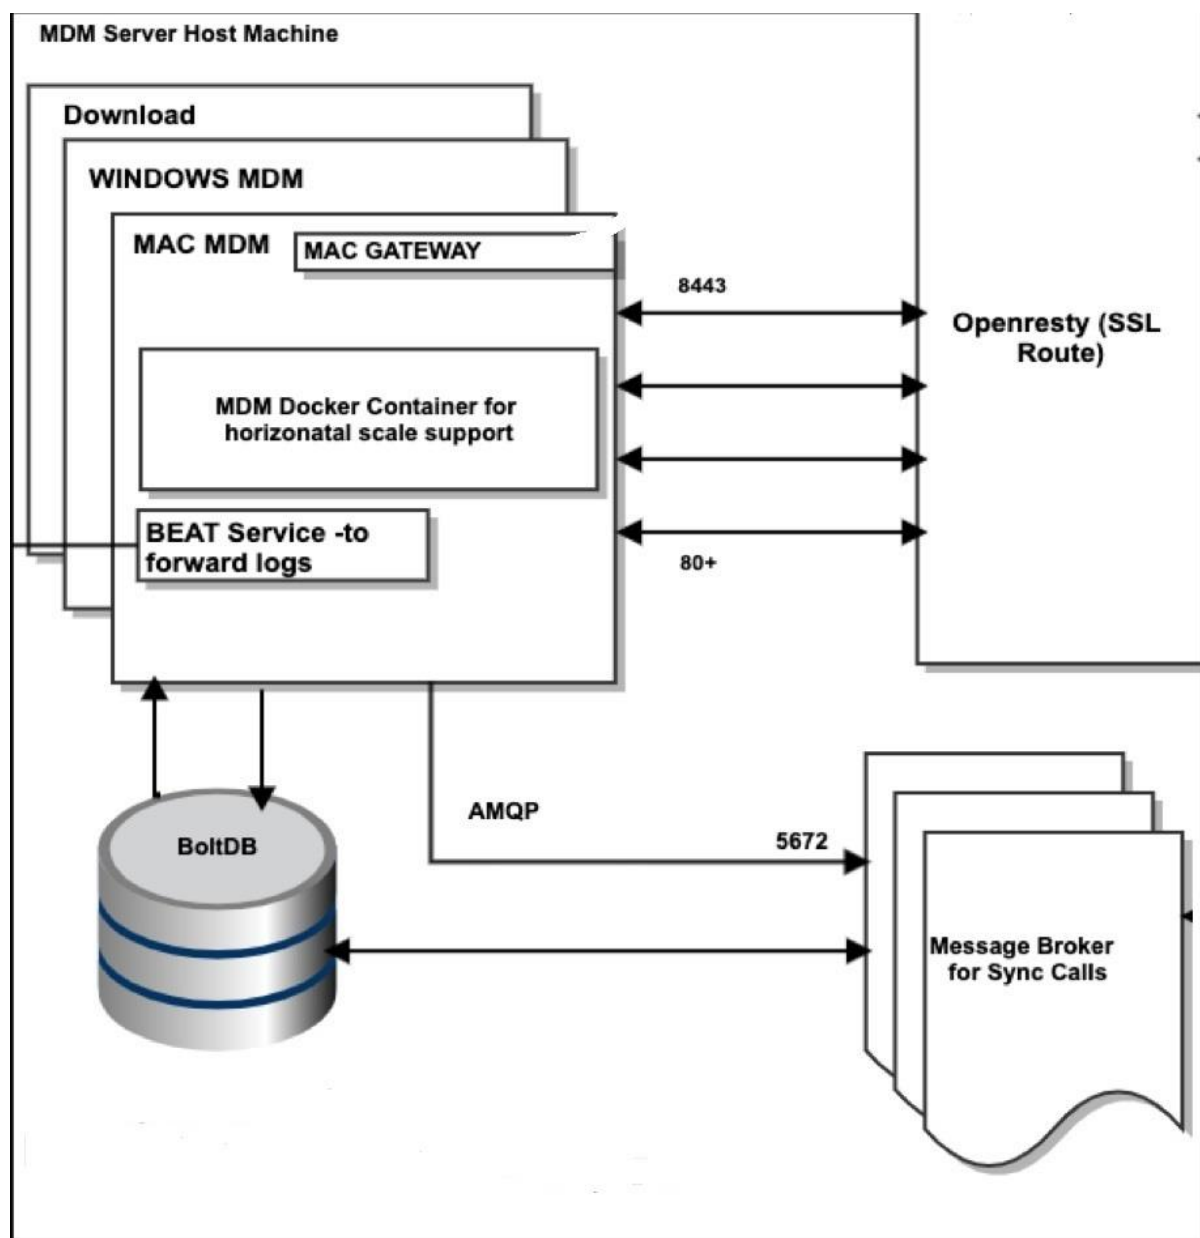 MDM Server Host Machine
Download
WINDOWS MDM
MAC MDM
MAC GATEWAY
8443
Openresty (SSL
Route)
MDM Docker Container for
horizonatal scale support
BEAT Service -to
forward logs
80+
AMQP
5672
BoltDB
Message Broker
for Sync Calls